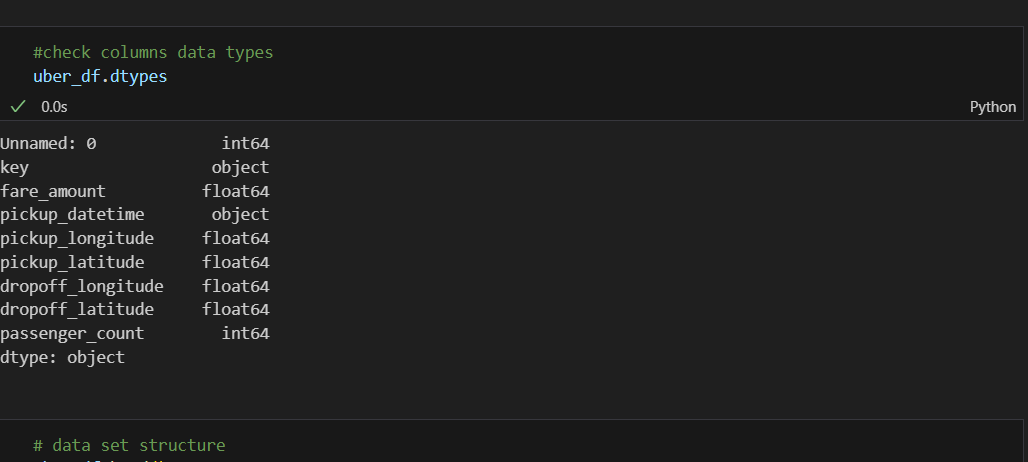 #check columns data types
uber_df.dtypes
0.0s
Python
Unnamed: 0 int64
key object
fare_amount float64
pickup_datetime object
pickup_longitude float64
pickup_latitude float64
dropoff_longitude float64
dropoff_latitude float64
passenger_count int64
dtype: object
# data set structure